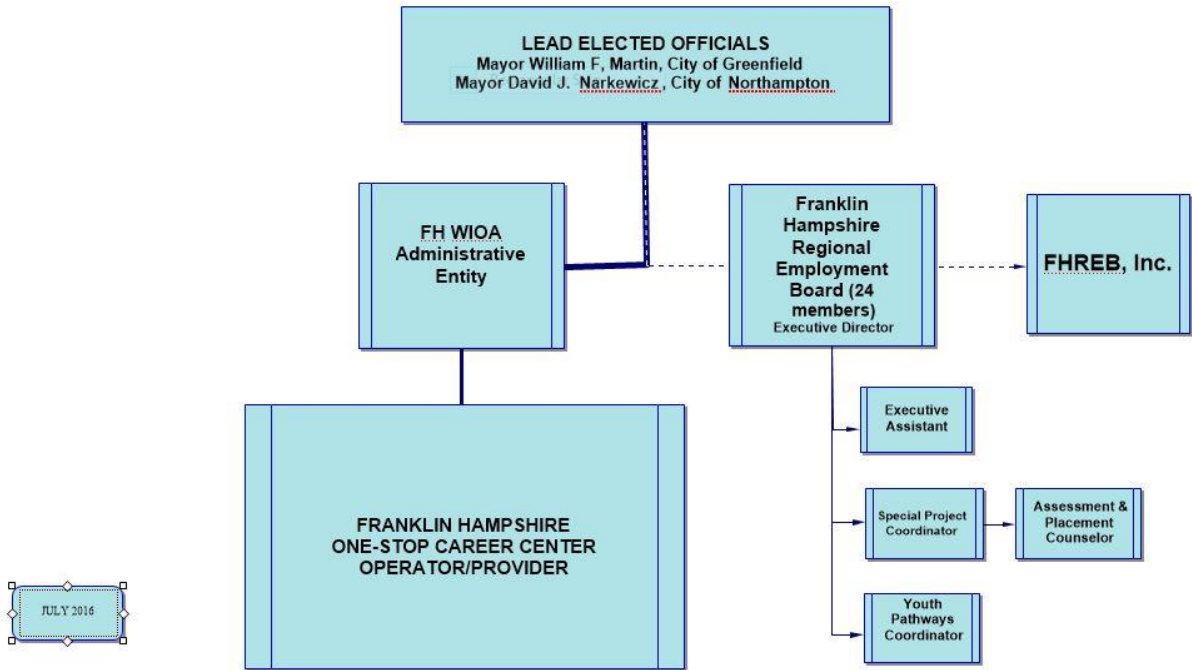 LEAD ELECTED OFFICIALS
Mayor William F, Martin, City of Greenfield
Mayor David J. Narkewicz, City of Northampton
FH WIOA
Administrative
Entity
Franklin
Hampshire
Regional
Employment
Board (24
members)
Executive Director
FHREB, Inc.
Executive
Assistant
FRANKLIN HAMPSHIRE
ONE-STOP CAREER CENTER
OPERATOR/PROVIDER
Special Project
Coordinator
Assessment &
Placement
Counselor
Youth
Pathways
Coordinator
JULY 2016